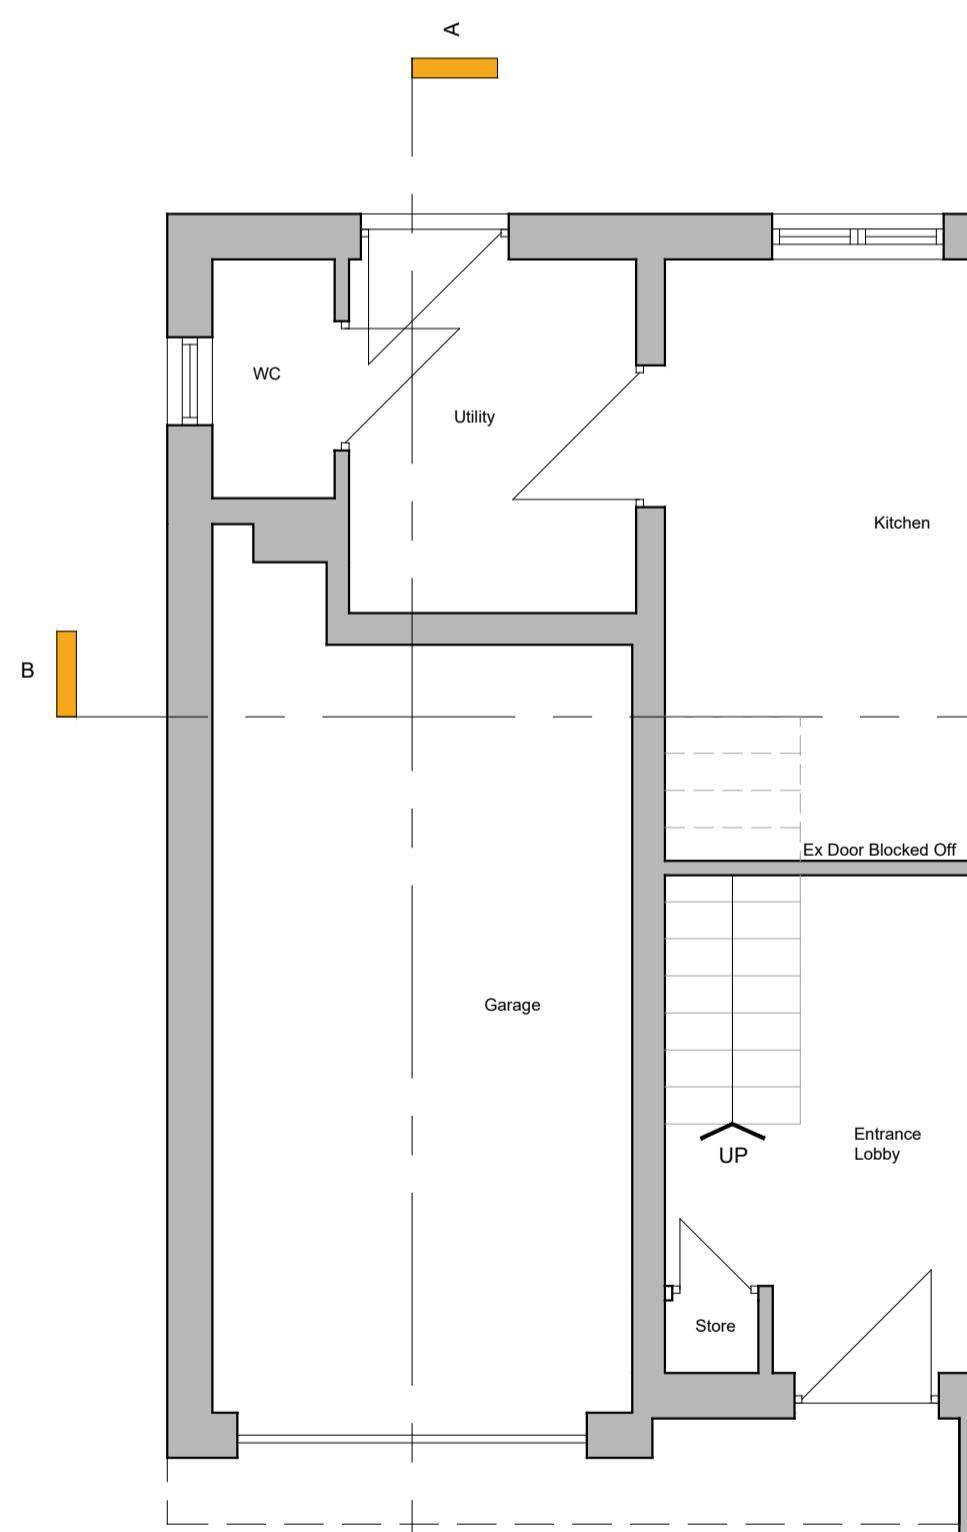 A
WC
Utility
Kitchen
B
Ex Door Blocked Off
Garage
Entrance
Lobby
UP
Store